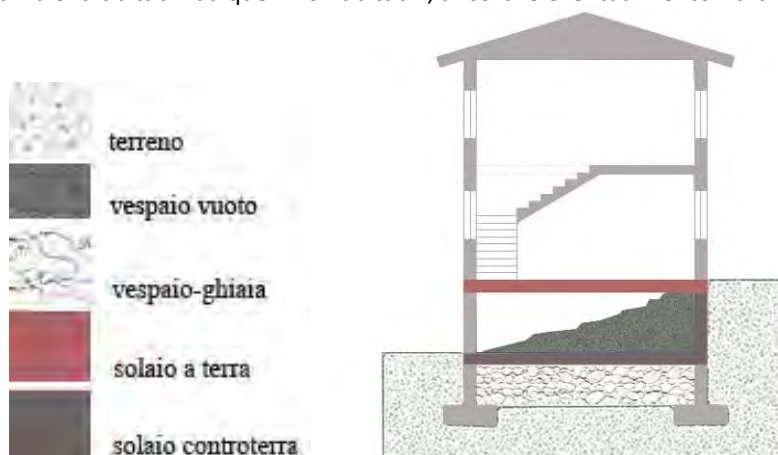 terreno
vespaio vuoto
vespaio-ghiaia
solaio a terra
solaio controterra